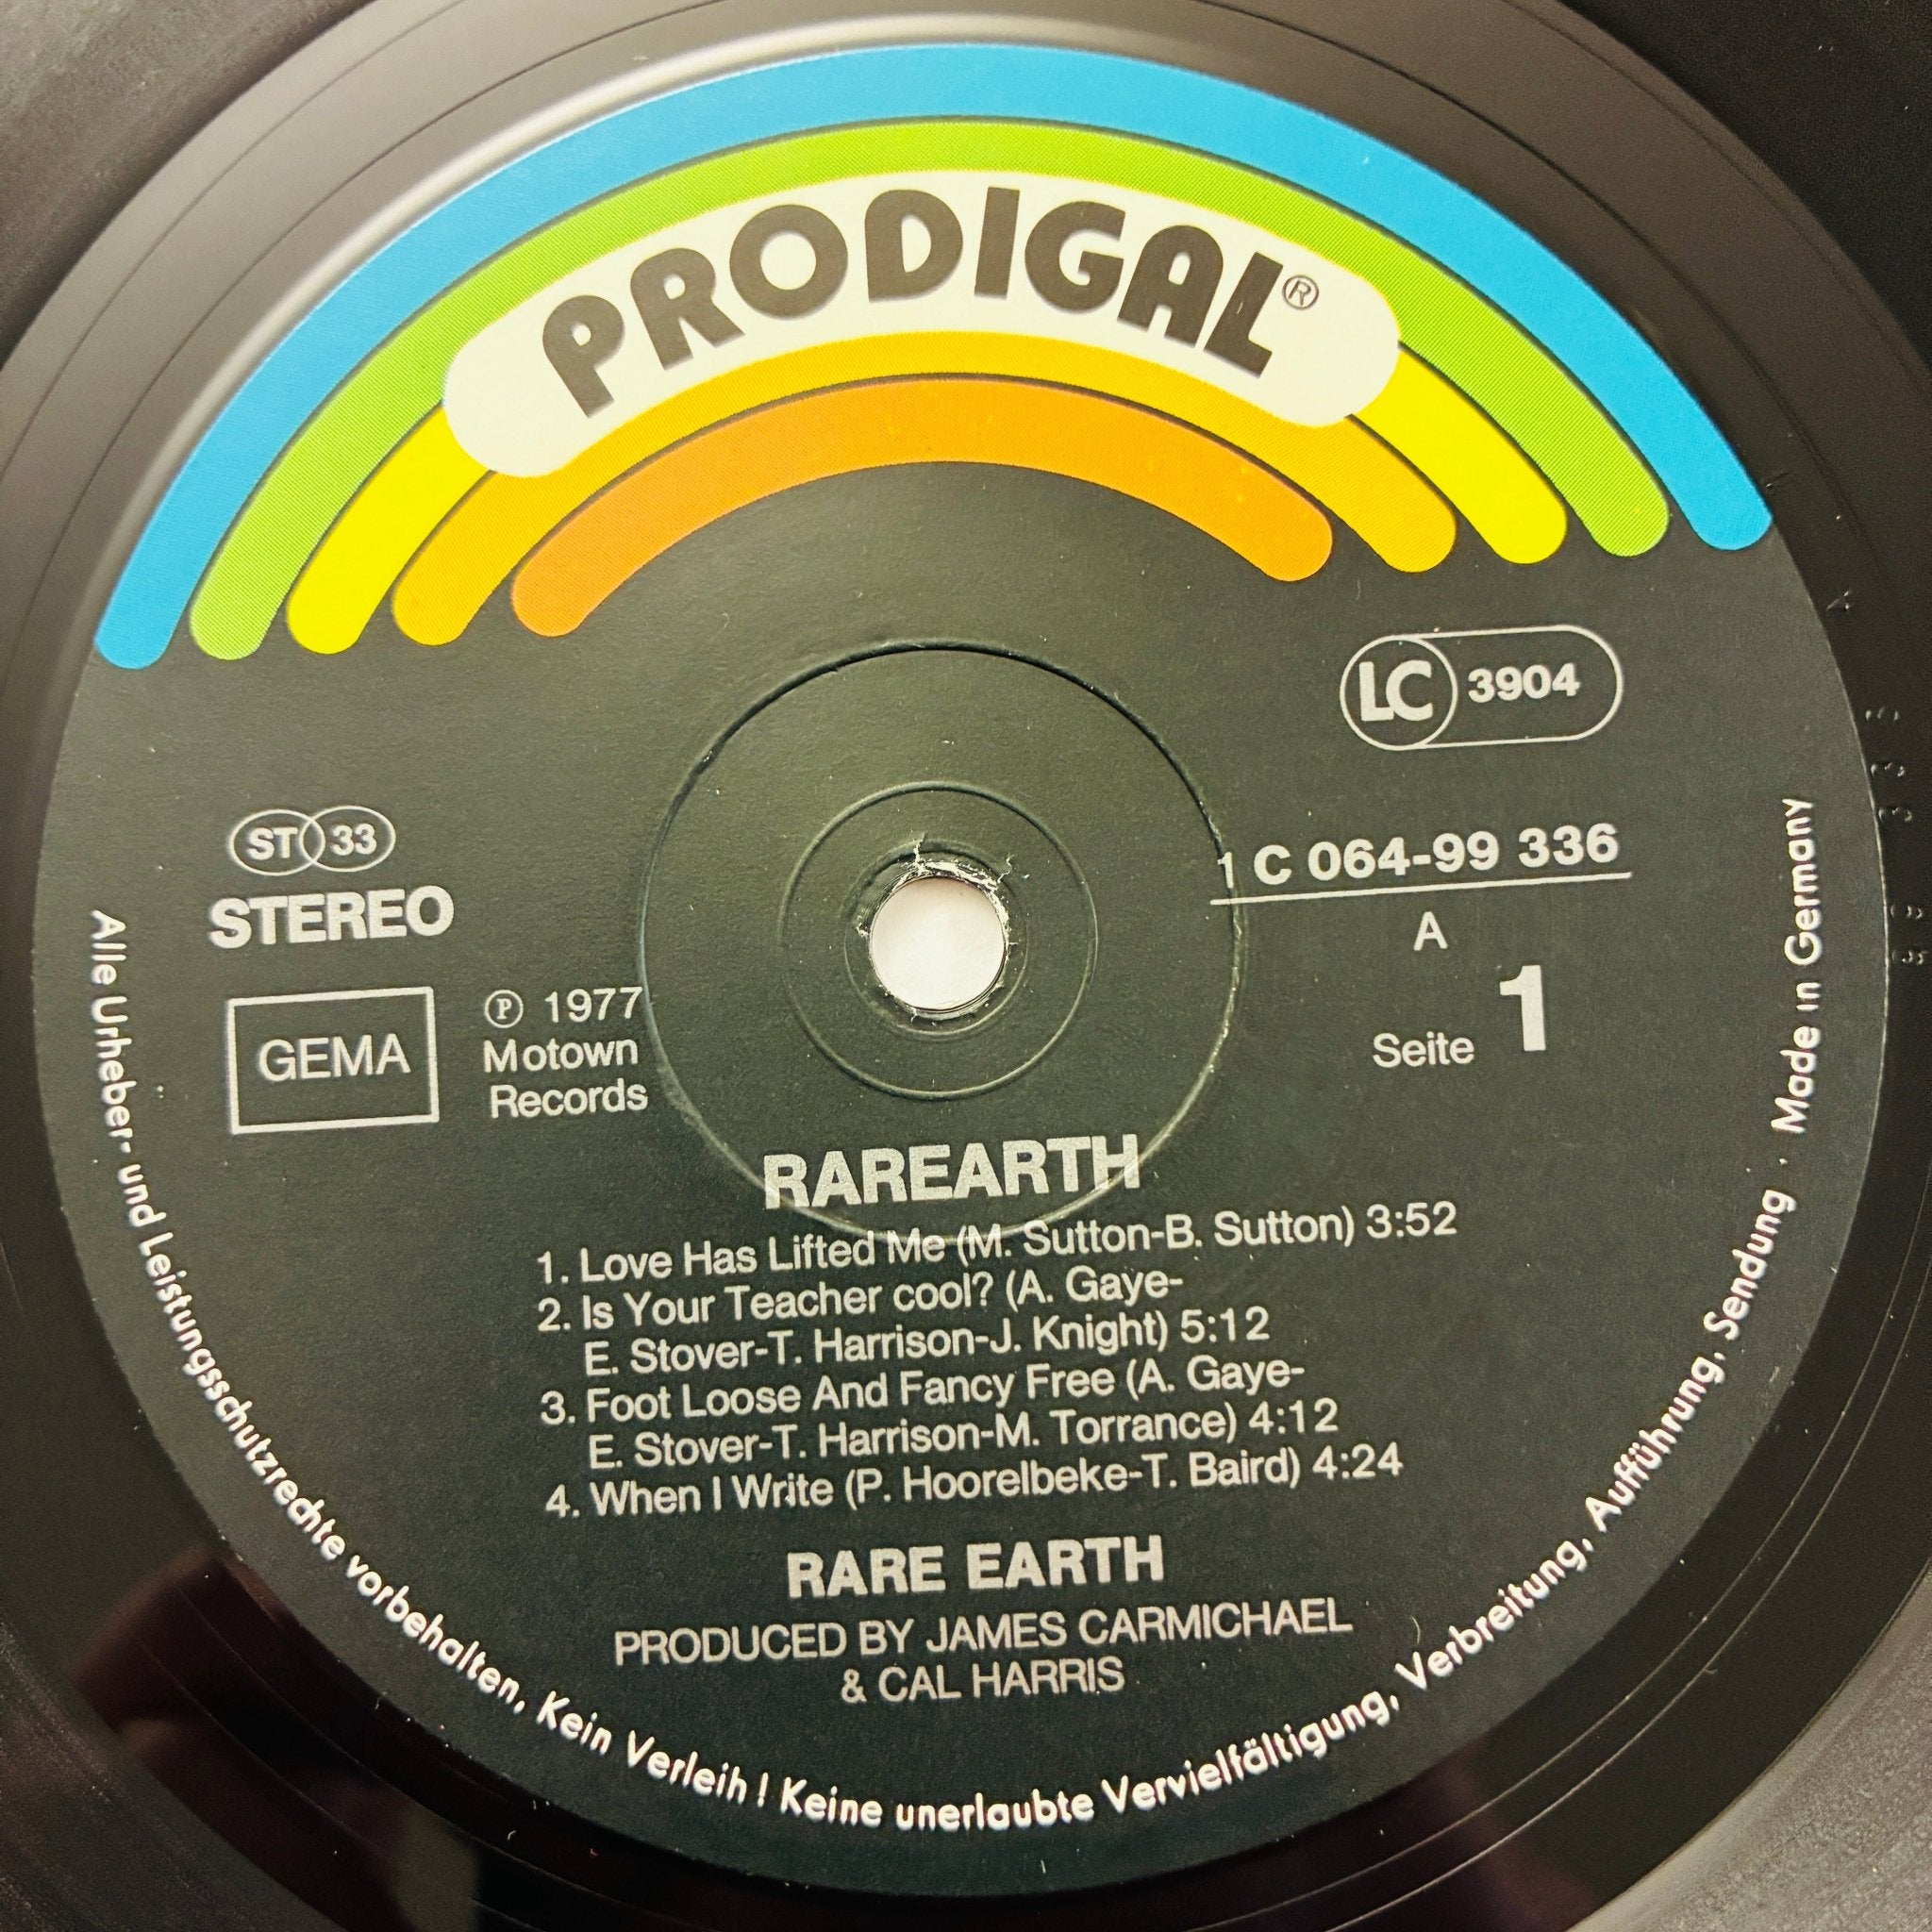 PRODIGAL®
LC 3904
ST 33
STEREO
1 C 064-99 336
A
Seite 1
GEMA
℗ 1977
Motown
Records
RAREARTH
1. Love Has Lifted Me (M. Sutton-B. Sutton) 3:52
2. Is Your Teacher cool? (A. Gaye-
E. Stover-T. Harrison-J. Knight) 5:12
3. Foot Loose And Fancy Free (A. Gaye-
E. Stover-T. Harrison-M. Torrance) 4:12
4. When I Write (P. Hoorelbeke-T. Baird) 4:24
RARE EARTH
PRODUCED BY JAMES CARMICHAEL
& CAL HARRIS
Alle Urheber- und Leistungsschutzrechte vorbehalten. Kein Verleih! Keine unerlaubte Vervielfältigung, Verbreitung, Aufführung, Sendung · Made in Germany